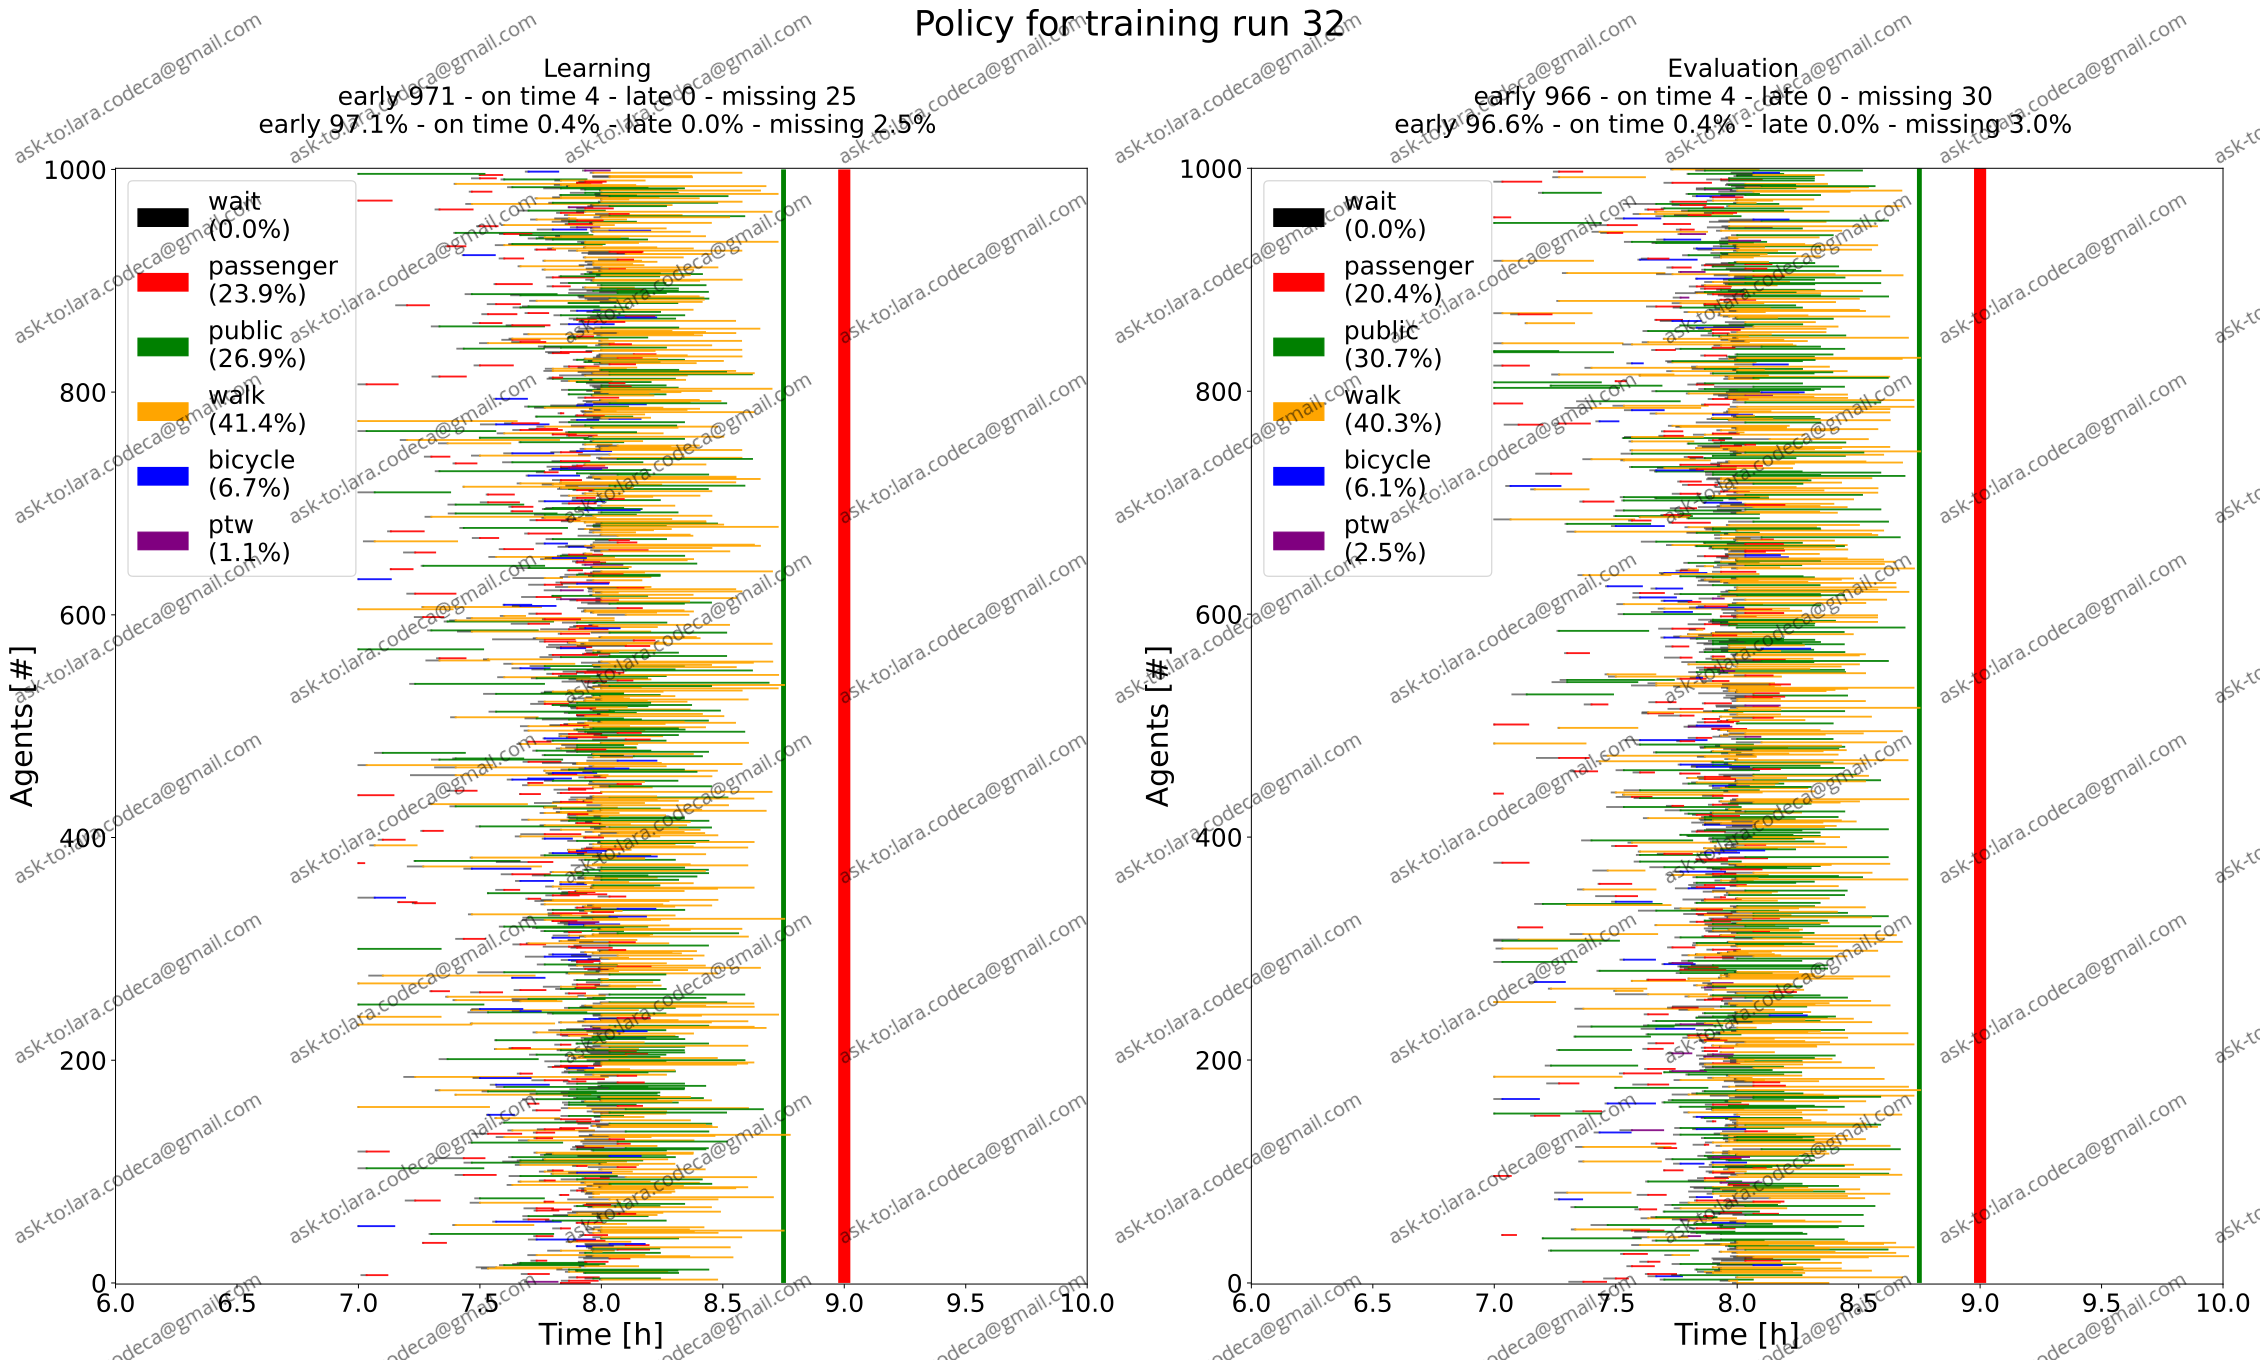 Policy for training run 32
Learning
early 971 - on time 4 - late 0 - missing 25
early 97.1% - on time 0.4% - late 0.0% - missing 2.5%
1000
800
600
400
200
0
Agents [#]
wait
(0.0%)
passenger
(23.9%)
public
(26.9%)
walk
(41.4%)
bicycle
(6.7%)
ptw
(1.1%)
6.0 6.5 7.0 7.5 8.0 8.5 9.0 9.5 10.0
Time [h]
Evaluation
early 966 - on time 4 - late 0 - missing 30
early 96.6% - on time 0.4% - late 0.0% - missing 3.0%
1000
800
600
400
200
0
Agents [#]
wait
(0.0%)
passenger
(20.4%)
public
(30.7%)
walk
(40.3%)
bicycle
(6.1%)
ptw
(2.5%)
6.0 6.5 7.0 7.5 8.0 8.5 9.0 9.5 10.0
Time [h]
ask-to:lara.codeca@gmail.com